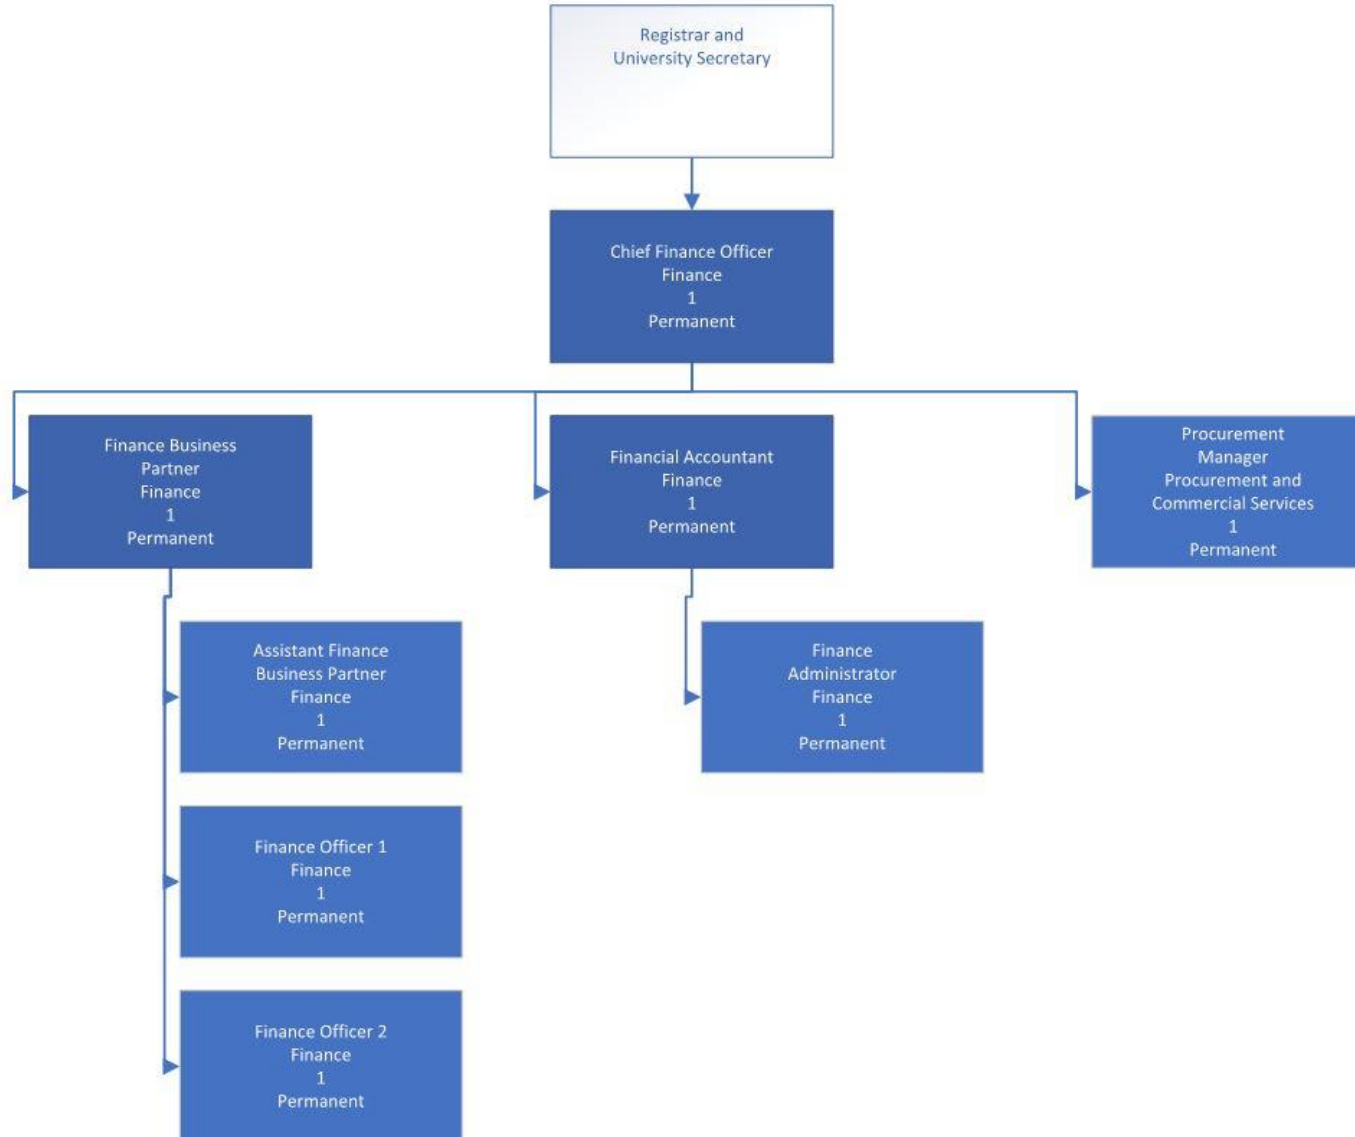 Registrar and
University Secretary
Chief Finance Officer
Finance
1
Permanent
Finance Business
Partner
Finance
1
Permanent
Financial Accountant
Finance
1
Permanent
Procurement
Manager
Procurement and
Commercial Services
1
Permanent
Assistant Finance
Business Partner
Finance
1
Permanent
Finance
Administrator
Finance
1
Permanent
Finance Officer 1
Finance
1
Permanent
Finance Officer 2
Finance
1
Permanent